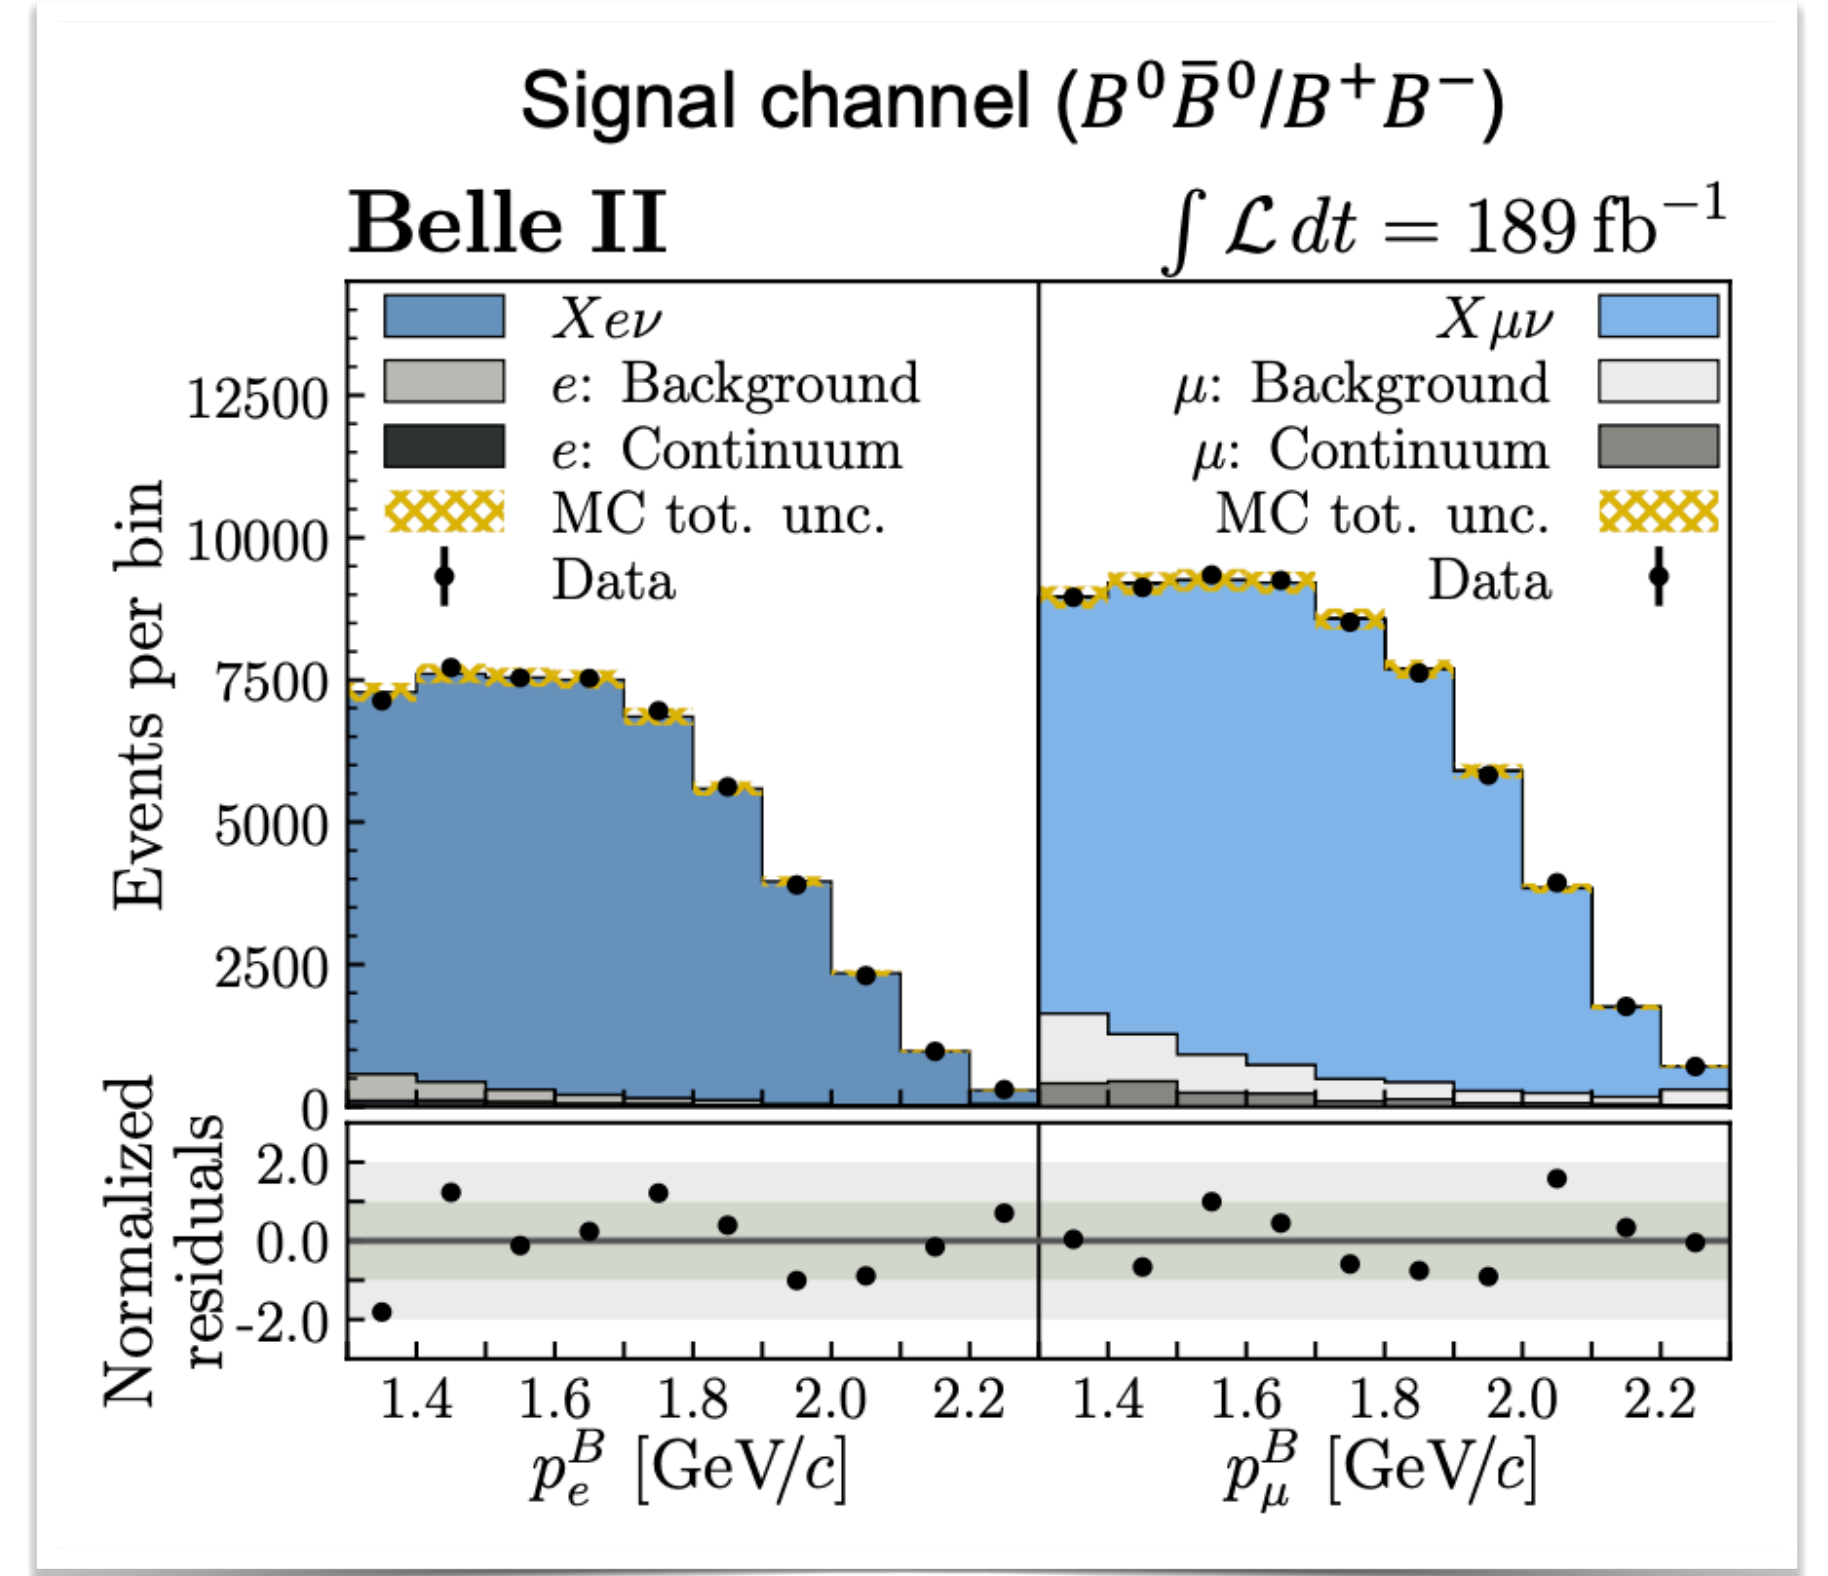 Signal channel (B⁰B̄⁰/B⁺B⁻)
Belle II
∫ ℒ dt = 189 fb⁻¹
Xeν
e: Background
e: Continuum
MC tot. unc.
Data
Xμν
μ: Background
μ: Continuum
MC tot. unc.
Data
Events per bin
12500
10000
7500
5000
2500
0
Normalized
residuals
2.0
0.0
-2.0
1.4 1.6 1.8 2.0 2.2 1.4 1.6 1.8 2.0 2.2
pₑᴮ [GeV/c]
p_μ^B [GeV/c]